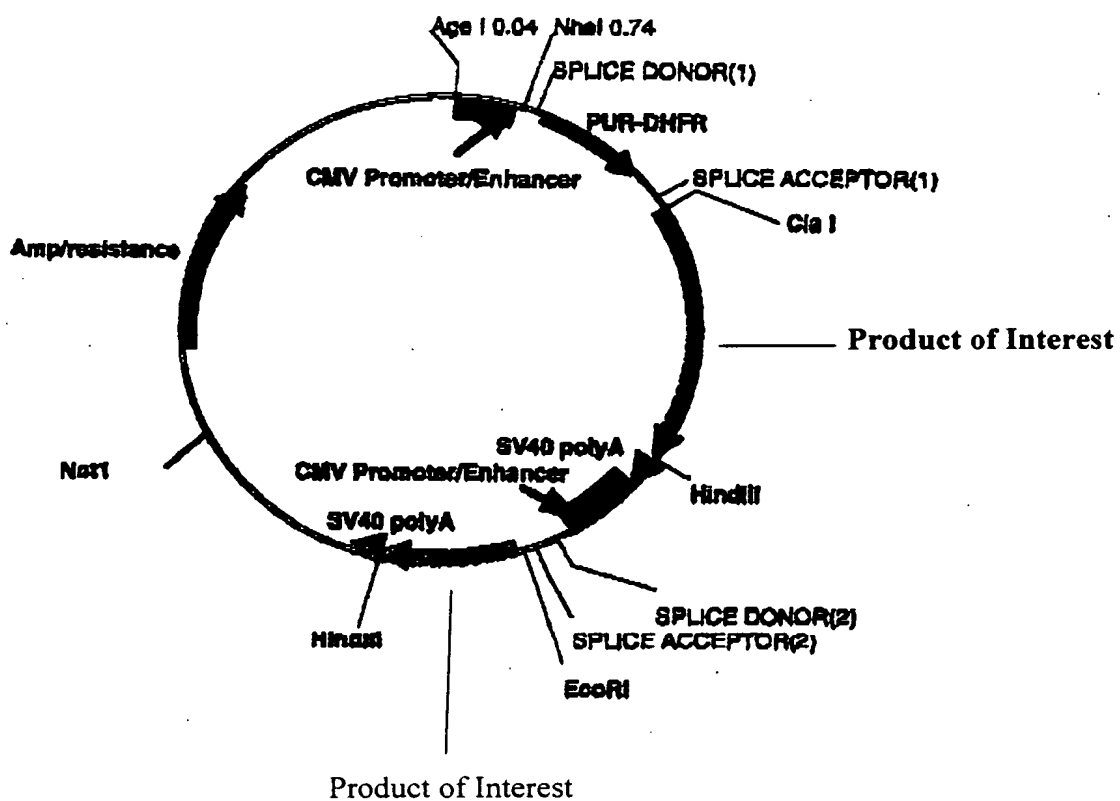 Age I 0.04 NheI 0.74
SPLICE DONOR(1)
PUR-DHFR
CMV Promoter/Enhancer
SPLICE ACCEPTOR(1)
Cla I
Amp/resistance
Product of Interest
SV40 polyA
CMV Promoter/Enhancer
NotI
HindIII
SV40 polyA
SPLICE DONOR(2)
HindIII
SPLICE ACCEPTOR(2)
EcoRI
Product of Interest